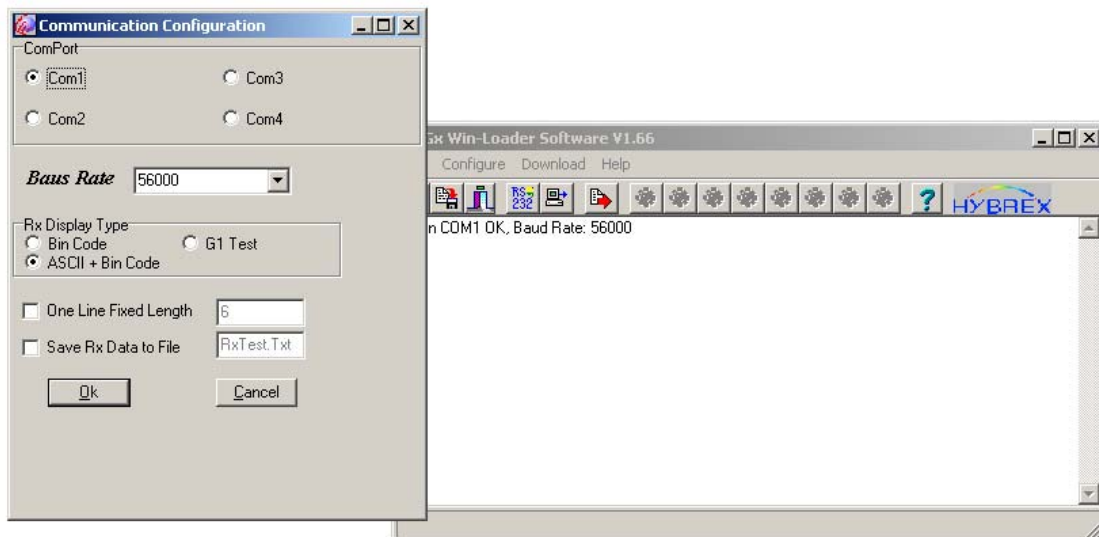 Communication Configuration
ComPort
Com1
Com3
Com2
Com4
Baus Rate
56000
Rx Display Type
Bin Code
G1 Test
ASCII + Bin Code
One Line Fixed Length
6
Save Rx Data to File
RxTest.Txt
Ok
Cancel
Gx Win-Loader Software V1.66
Configure Download Help
RS-232
?
HYBREX
n COM1 OK, Baud Rate: 56000